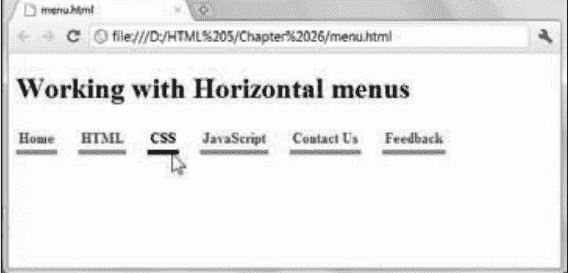 menu.html
file:///D:/HTML%205/Chapter%2026/menu.html
Working with Horizontal menus
Home HTML CSS JavaScript Contact Us Feedback